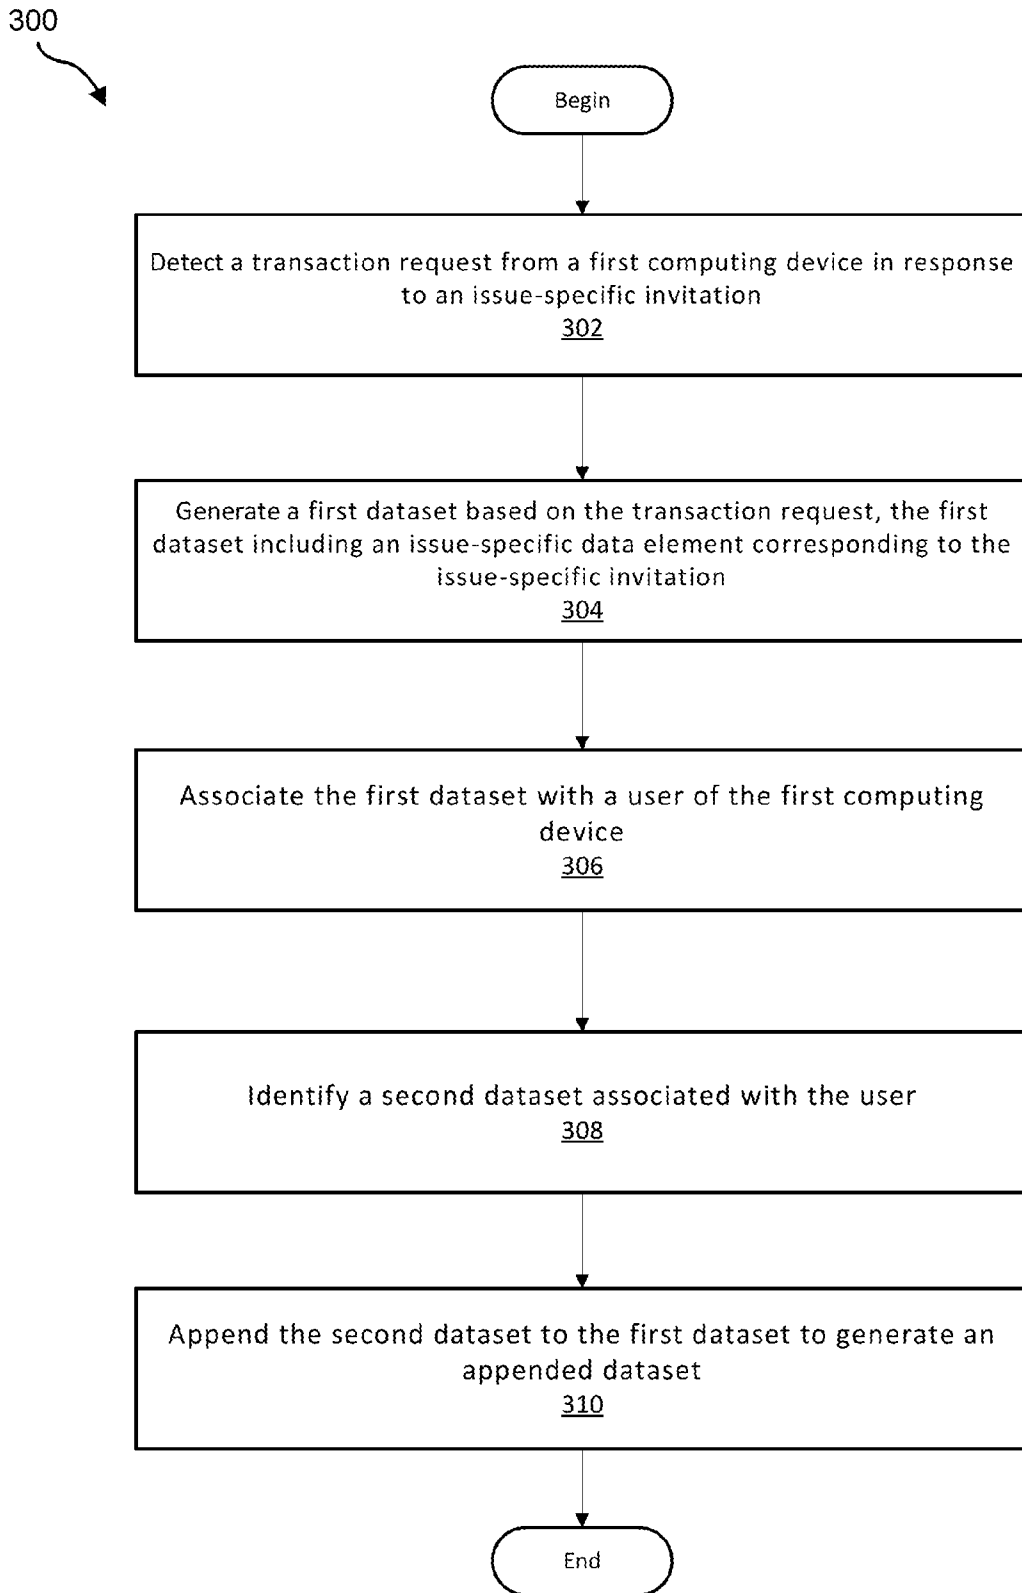 300
Begin
Detect a transaction request from a first computing device in response
to an issue-specific invitation
302
Generate a first dataset based on the transaction request, the first
dataset including an issue-specific data element corresponding to the
issue-specific invitation
304
Associate the first dataset with a user of the first computing
device
306
Identify a second dataset associated with the user
308
Append the second dataset to the first dataset to generate an
appended dataset
310
End